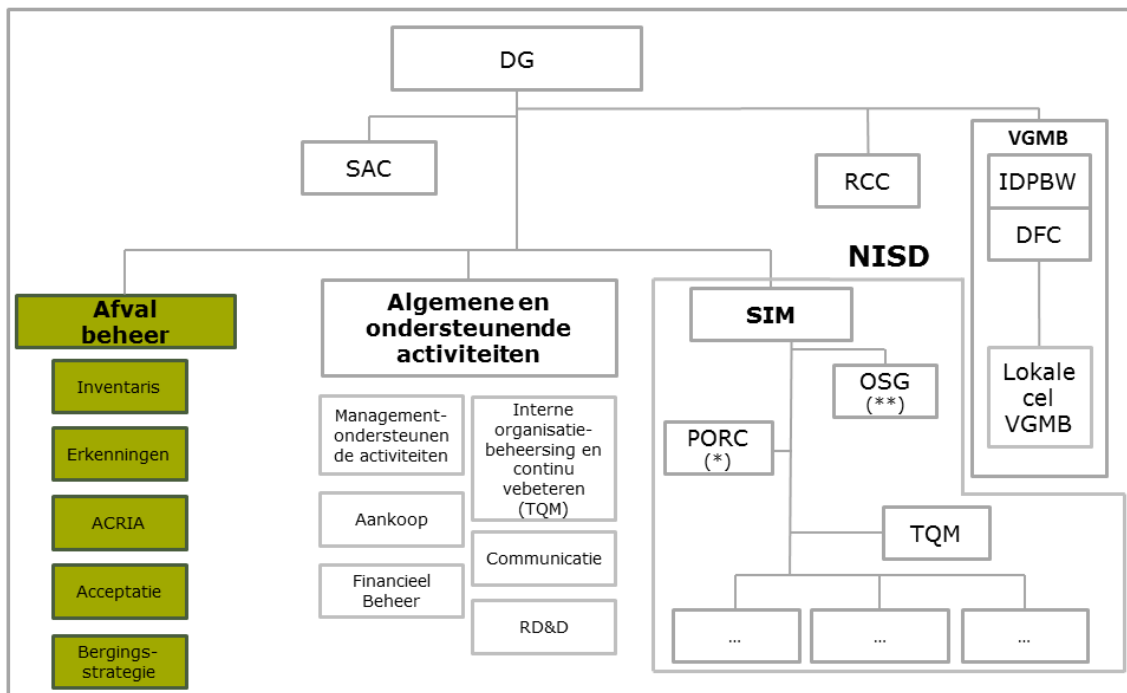 DG
SAC
RCC
VGMB
IDPBW
DFC
Lokale
cel
VGMB
NISD
Afval
beheer
Inventaris
Erkenningen
ACRIA
Acceptatie
Bergings-
strategie
Algemene en
ondersteunende
activiteiten
Management-
ondersteunen
de activiteiten
Aankoop
Financieel
Beheer
Interne
organisatie-
beheersing en
continu
vebeteren
(TQM)
Communicatie
RD&D
SIM
OSG
(**)
PORC
(*)
TQM
...
...
...